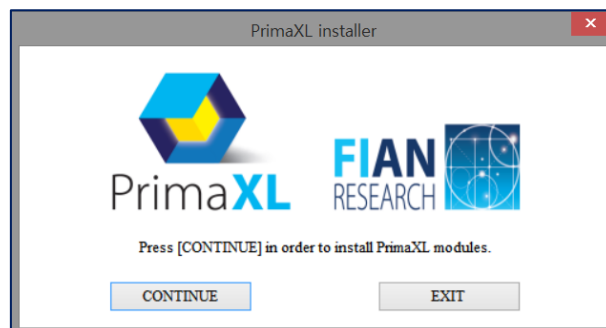 PrimaXL installer
PrimaXL
FIAN
RESEARCH
Press [CONTINUE] in order to install PrimaXL modules.
CONTINUE
EXIT